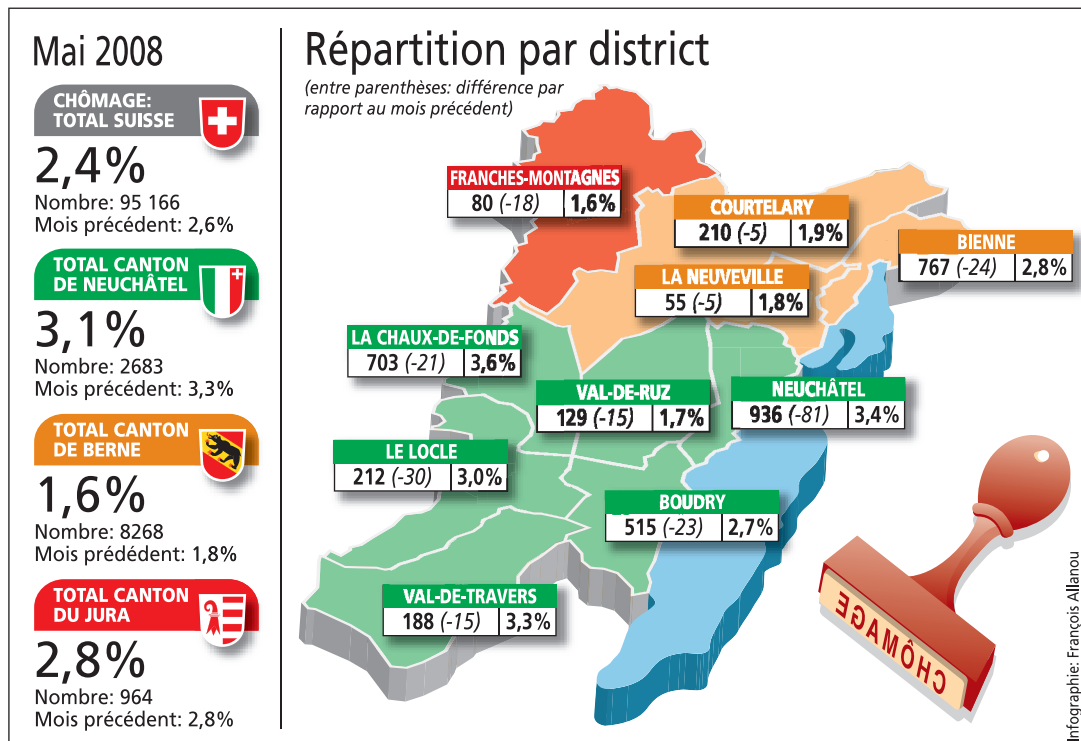 Mai 2008
CHÔMAGE:
TOTAL SUISSE
2,4%
Nombre: 95 166
Mois précédent: 2,6%
TOTAL CANTON
DE NEUCHÂTEL
3,1%
Nombre: 2683
Mois précédent: 3,3%
TOTAL CANTON
DE BERNE
1,6%
Nombre: 8268
Mois prédédent: 1,8%
TOTAL CANTON
DU JURA
2,8%
Nombre: 964
Mois précédent: 2,8%
Répartition par district
(entre parenthèses: différence par
rapport au mois précédent)
FRANCHES-MONTAGNES
80 (-18) 1,6%
COURTELARY
210 (-5) 1,9%
BIENNE
767 (-24) 2,8%
LA NEUVEVILLE
55 (-5) 1,8%
LA CHAUX-DE-FONDS
703 (-21) 3,6%
VAL-DE-RUZ
129 (-15) 1,7%
NEUCHÂTEL
936 (-81) 3,4%
LE LOCLE
212 (-30) 3,0%
BOUDRY
515 (-23) 2,7%
VAL-DE-TRAVERS
188 (-15) 3,3%
CHÔMAGE
Infographie: François Allanou